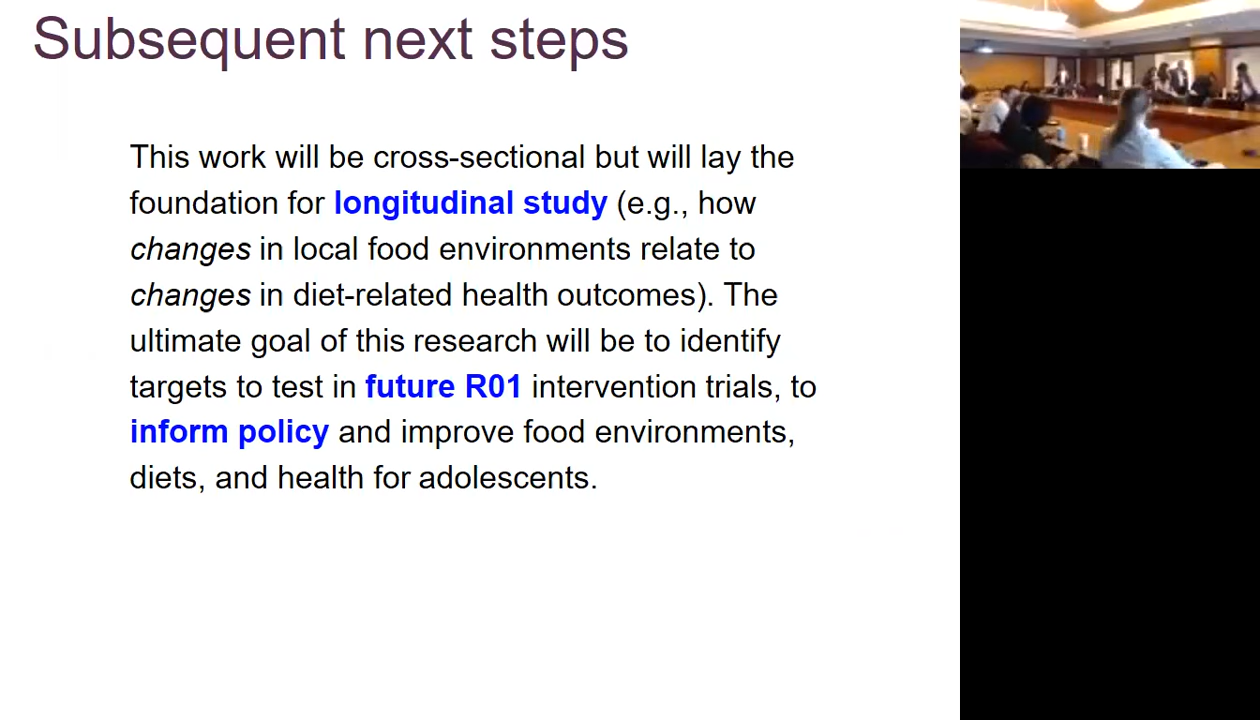 Subsequent next steps
This work will be cross-sectional but will lay the
foundation for longitudinal study (e.g., how
changes in local food environments relate to
changes in diet-related health outcomes). The
ultimate goal of this research will be to identify
targets to test in future R01 intervention trials, to
inform policy and improve food environments,
diets, and health for adolescents.